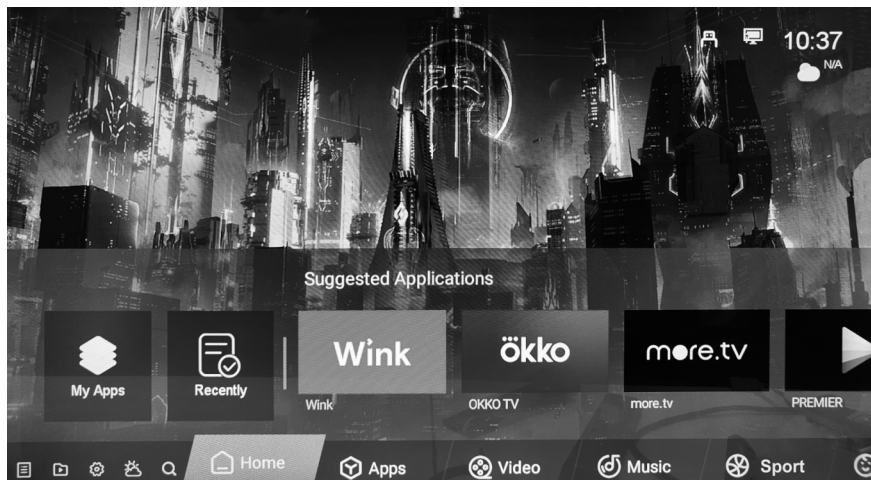 10:37
N/A
Suggested Applications
My Apps
Recently
Wink
ökko
more.tv
Wink
OKKO TV
more.tv
PREMIER
Home
Apps
Video
Music
Sport